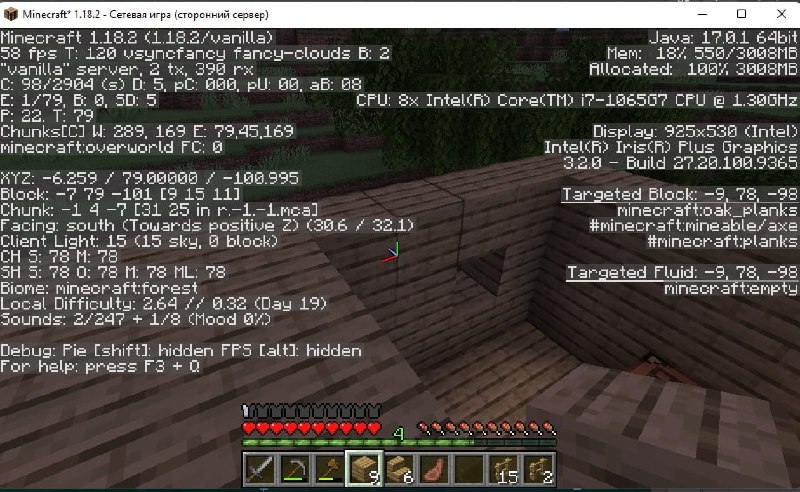 Minecraft* 1.18.2 - Сетевая игра (сторонний сервер)
Minecraft 1.18.2 (1.18.2/vanilla)
58 fps T: 120 vsyncfancy fancy-clouds B: 2
"vanilla" server, 2 tx, 390 rx
C: 98/2904 (s) D: 5, pC: 000, pU: 00, aB: 08
E: 1/79, B: 0, SD: 5
P: 22. T: 79
Chunks[C] W: 289, 169 E: 79,45,169
minecraft:overworld FC: 0
XYZ: -6.259 / 79.00000 / -100.995
Block: -7 79 -101 [9 15 11]
Chunk: -1 4 -7 [31 25 in r.-1.-1.mca]
Facing: south (Towards positive Z) (30.6 / 32.1)
Client Light: 15 (15 sky, 0 block)
CH S: 78 M: 78
SH S: 78 O: 78 M: 78 ML: 78
Biome: minecraft:forest
Local Difficulty: 2.64 // 0.32 (Day 19)
Sounds: 2/247 + 1/8 (Mood 0%)
Debug: Pie [shift]: hidden FPS [alt]: hidden
For help: press F3 + Q
Java: 17.0.1 64bit
Mem: 18% 550/3008MB
Allocated: 100% 3008MB
CPU: 8x Intel(R) Core(TM) i7-1065G7 CPU @ 1.30GHz
Display: 925x530 (Intel)
Intel(R) Iris(R) Plus Graphics
3.2.0 - Build 27.20.100.9365
Targeted Block: -9, 78, -98
minecraft:oak_planks
#minecraft:mineable/axe
#minecraft:planks
Targeted Fluid: -9, 78, -98
minecraft:empty
4
9
6
15
2